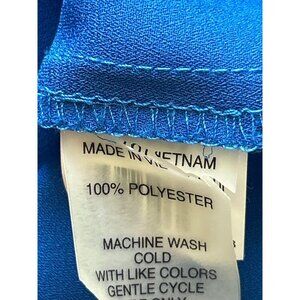 MADE IN VIETNAM
100% POLYESTER
MACHINE WASH
COLD
WITH LIKE COLORS
GENTLE CYCLE